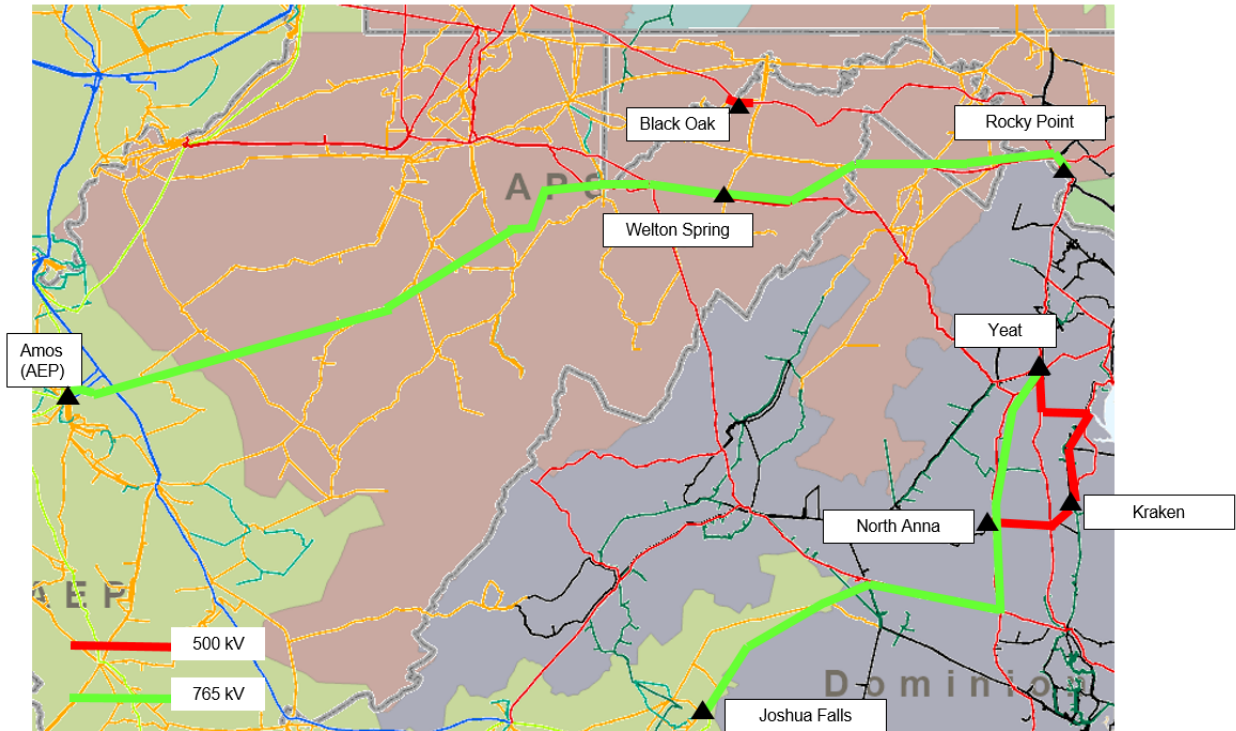 Black Oak
Rocky Point
APS
Welton Spring
Yeat
Amos
(AEP)
North Anna
Kraken
AEP
500 kV
765 kV
Dominion
Joshua Falls